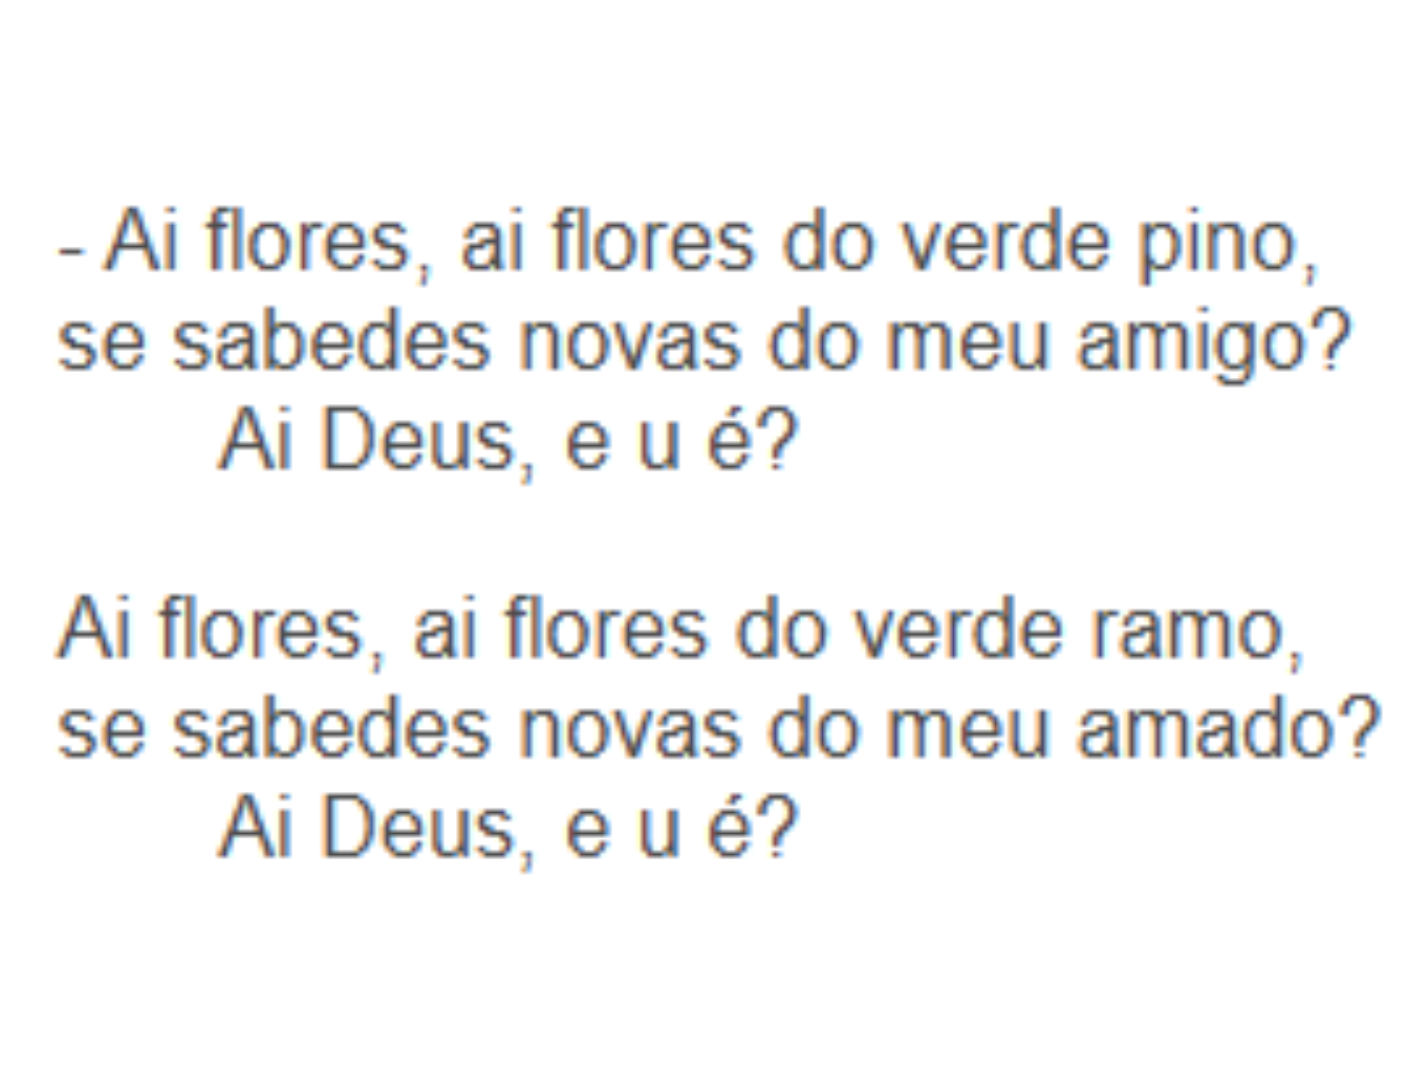 - Ai flores, ai flores do verde pino,
se sabedes novas do meu amigo?
Ai Deus, e u é?
Ai flores, ai flores do verde ramo,
se sabedes novas do meu amado?
Ai Deus, e u é?